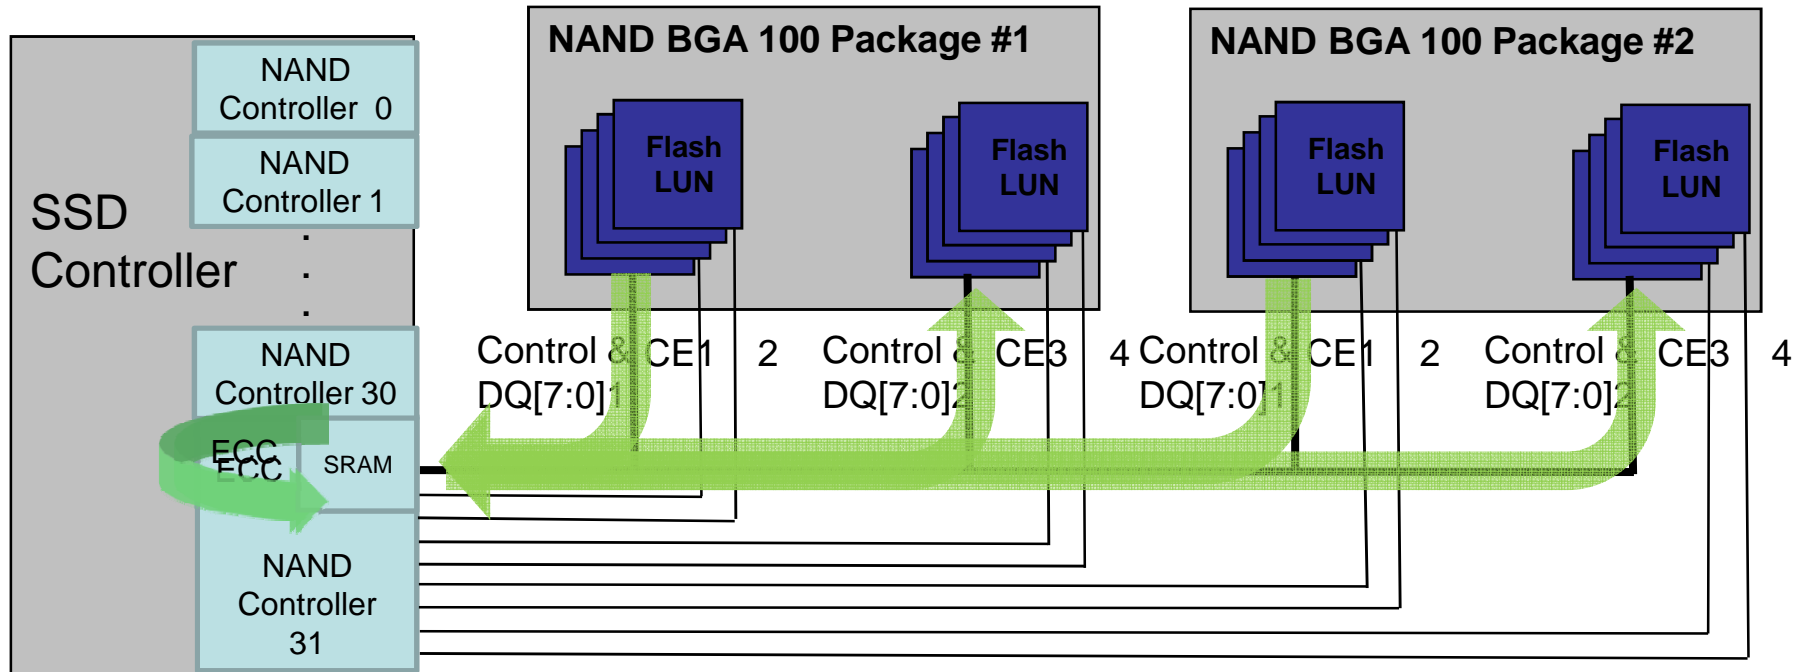 NAND BGA 100 Package #1
NAND BGA 100 Package #2
NAND
Controller 0
NAND
Controller 1
SSD
Controller
.
.
.
Flash
LUN
Flash
LUN
Flash
LUN
Flash
LUN
NAND
Controller 30
Control & CE1 2
DQ[7:0]1
Control & CE3 4
DQ[7:0]2
Control & CE1 2
DQ[7:0]1
Control & CE3 4
DQ[7:0]2
ECC
ECC
SRAM
NAND
Controller
31